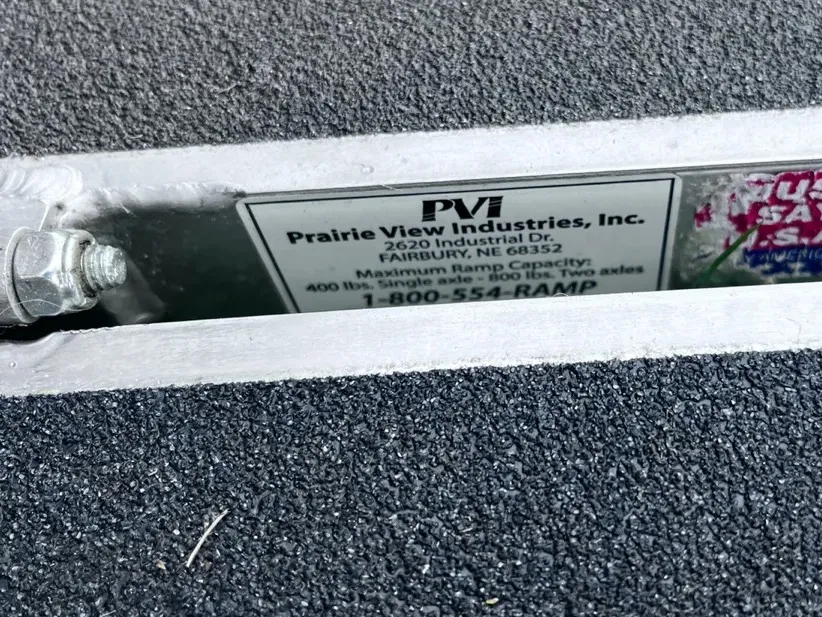 PVI
Prairie View Industries, Inc.
2620 Industrial Dr.
FAIRBURY, NE 68352
Maximum Ramp Capacity:
400 lbs. Single axle - 800 lbs. Two axles
1-800-554-RAMP
SAY